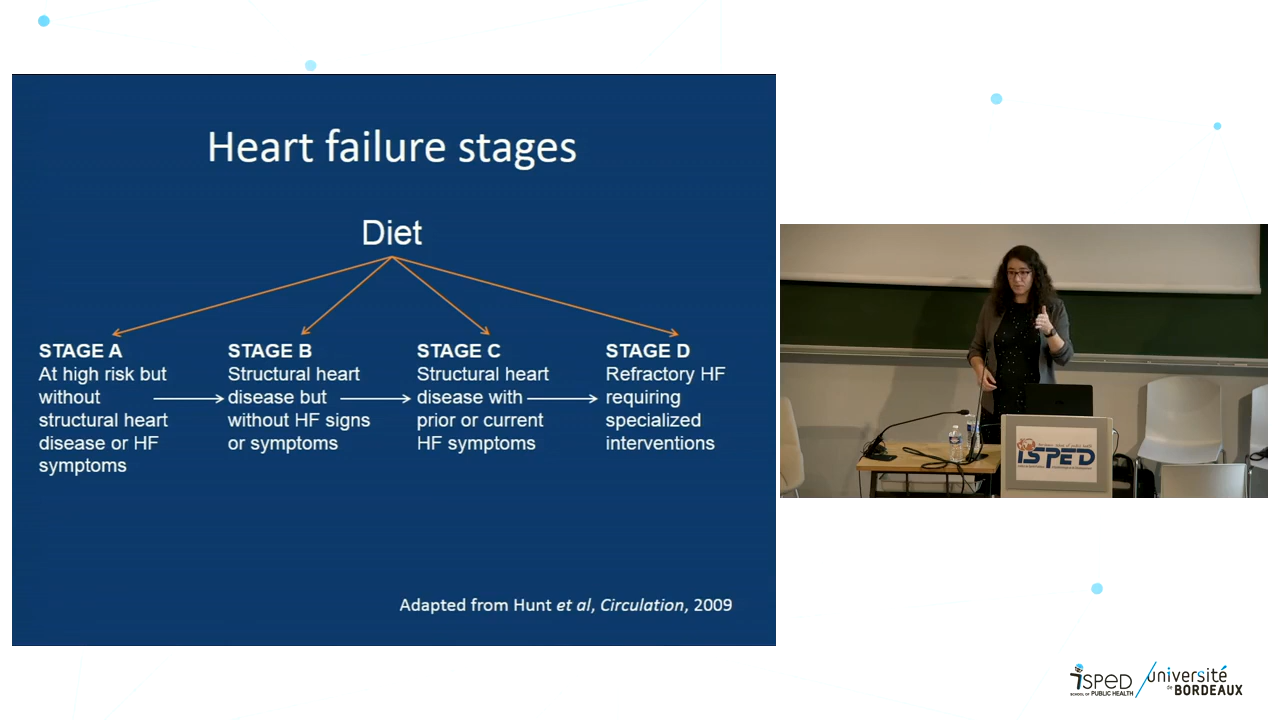 Heart failure stages
Diet
STAGE A
At high risk but
without
structural heart
disease or HF
symptoms
STAGE B
Structural heart
disease but
without HF signs
or symptoms
STAGE C
Structural heart
disease with
prior or current
HF symptoms
STAGE D
Refractory HF
requiring
specialized
interventions
Adapted from Hunt et al, Circulation, 2009
ISPED
ISPED
SCHOOL OF PUBLIC HEALTH
université
de BORDEAUX